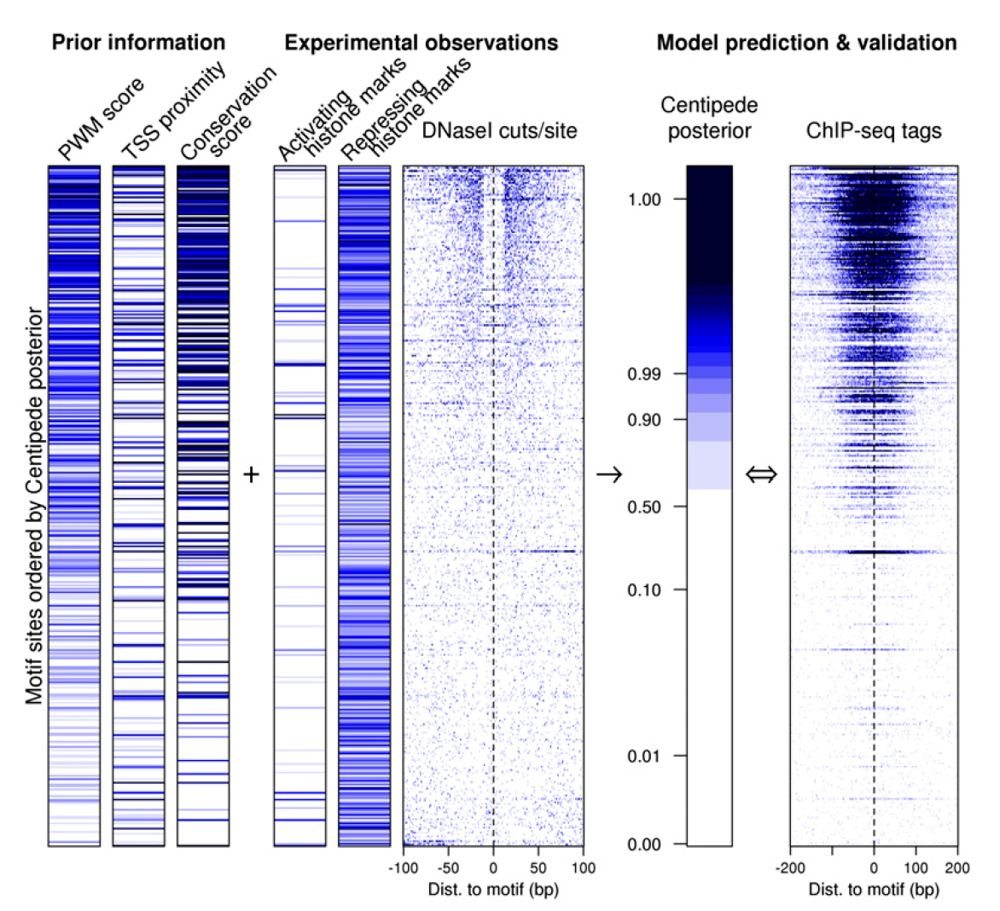 Prior information
Experimental observations
Model prediction & validation
PWM score
TSS proximity
Conservation
score
Activating
histone marks
Repressing
histone marks
DNaseI cuts/site
Centipede
posterior
ChIP-seq tags
Motif sites ordered by Centipede posterior
+
→
⇔
1.00
0.99
0.90
0.50
0.10
0.01
0.00
-100 -50 0 50 100
Dist. to motif (bp)
-200 0 100 200
Dist. to motif (bp)